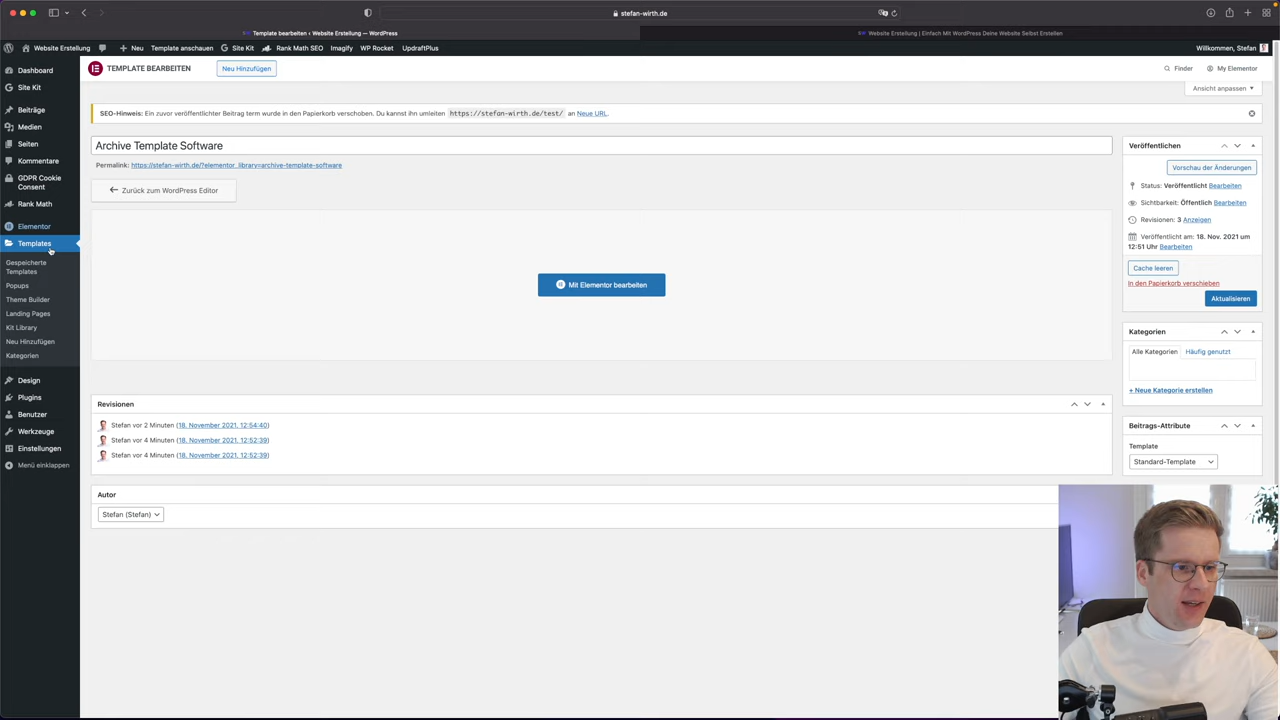 stefan-wirth.de
Template bearbeiten ‹ Website Erstellung — WordPress
Website Erstellung | Einfach Mit WordPress Deine Website Selbst Erstellen
Website Erstellung
Neu
Template anschauen
Site Kit
Rank Math SEO
Imagify
WP Rocket
UpdraftPlus
Willkommen, Stefan
Dashboard
Site Kit
Beiträge
Medien
Seiten
Kommentare
GDPR Cookie
Consent
Rank Math
Elementor
Templates
Gespeicherte
Templates
Popups
Theme Builder
Landing Pages
Kit Library
Neu Hinzufügen
Kategorien
Design
Plugins
Benutzer
Werkzeuge
Einstellungen
Menü einklappen
TEMPLATE BEARBEITEN
Neu Hinzufügen
Finder
My Elementor
Ansicht anpassen
SEO-Hinweis: Ein zuvor veröffentlichter Beitrag term wurde in den Papierkorb verschoben. Du kannst ihn umleiten https://stefan-wirth.de/test/ an Neue URL.
Archive Template Software
Permalink: https://stefan-wirth.de/?elementor_library=archive-template-software
Zurück zum WordPress Editor
Mit Elementor bearbeiten
Revisionen
Stefan vor 2 Minuten (18. November 2021, 12:54:40)
Stefan vor 4 Minuten (18. November 2021, 12:52:39)
Stefan vor 4 Minuten (18. November 2021, 12:52:39)
Autor
Stefan (Stefan)
Veröffentlichen
Vorschau der Änderungen
Status: Veröffentlicht Bearbeiten
Sichtbarkeit: Öffentlich Bearbeiten
Revisionen: 3 Anzeigen
Veröffentlicht am: 18. Nov. 2021 um
12:51 Uhr Bearbeiten
Cache leeren
In den Papierkorb verschieben
Aktualisieren
Kategorien
Alle Kategorien
Häufig genutzt
+ Neue Kategorie erstellen
Beitrags-Attribute
Template
Standard-Template